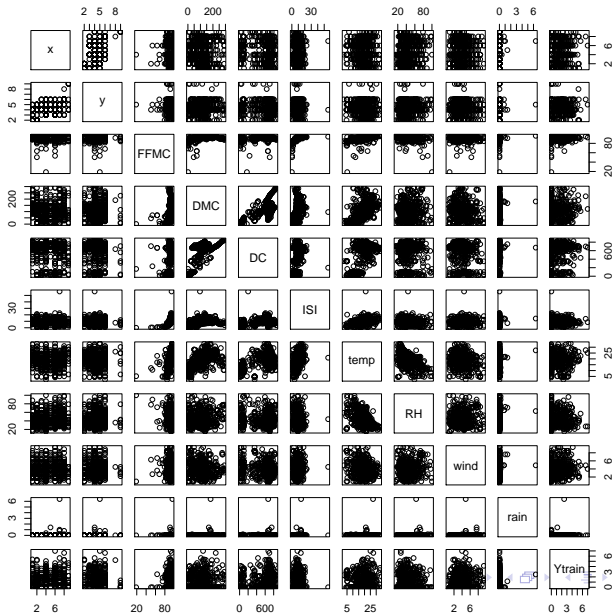 2 5 8 0 200 0 30 20 80 0 3 6
x 2 6
2 5 8 y
FFMC 20 80
0 200 DMC
DC 0 600
0 30 ISI
temp 5 25
20 80 RH
wind 2 6
0 3 6 rain
Ytrain 0 3 6
2 6 20 80 0 600 5 25 2 6 0 3 6